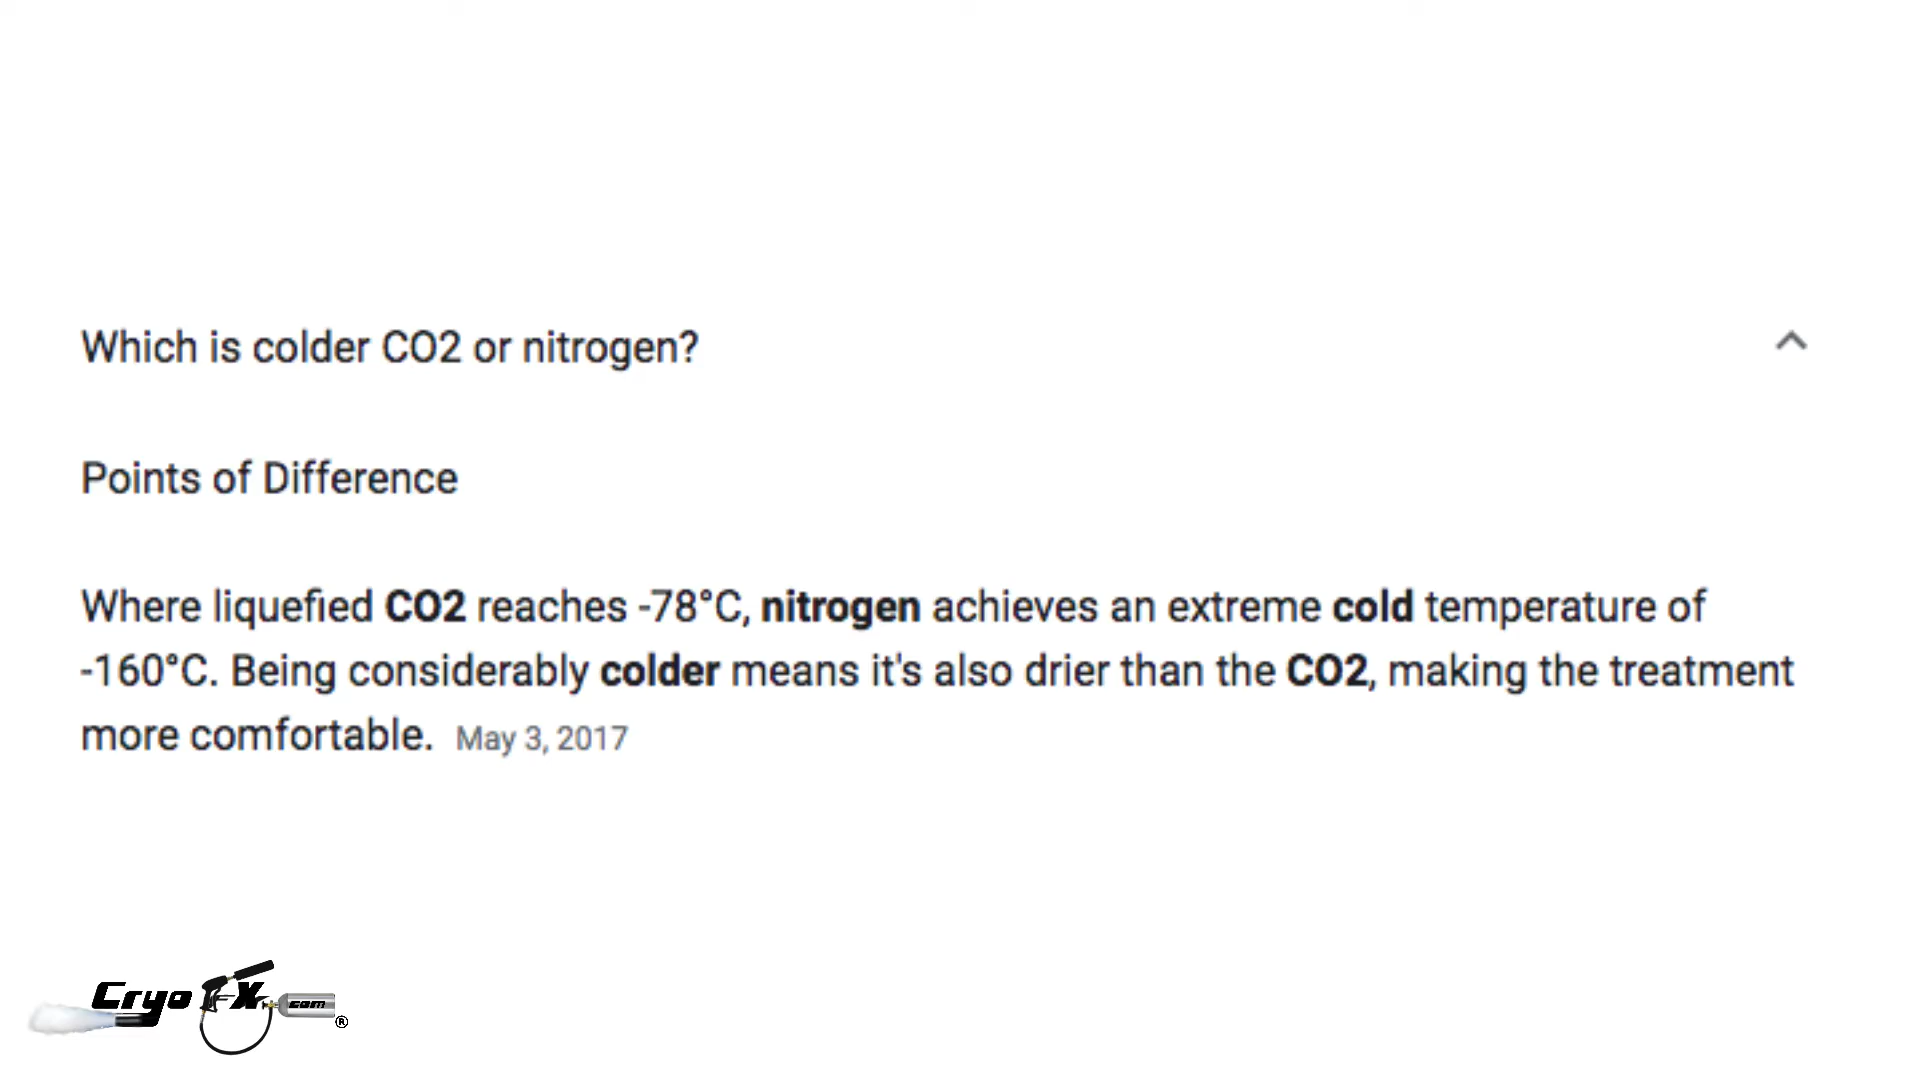 Which is colder CO2 or nitrogen?
Points of Difference
Where liquefied CO2 reaches -78°C, nitrogen achieves an extreme cold temperature of
-160°C. Being considerably colder means it's also drier than the CO2, making the treatment
more comfortable. May 3, 2017
Cryo FX .com ®